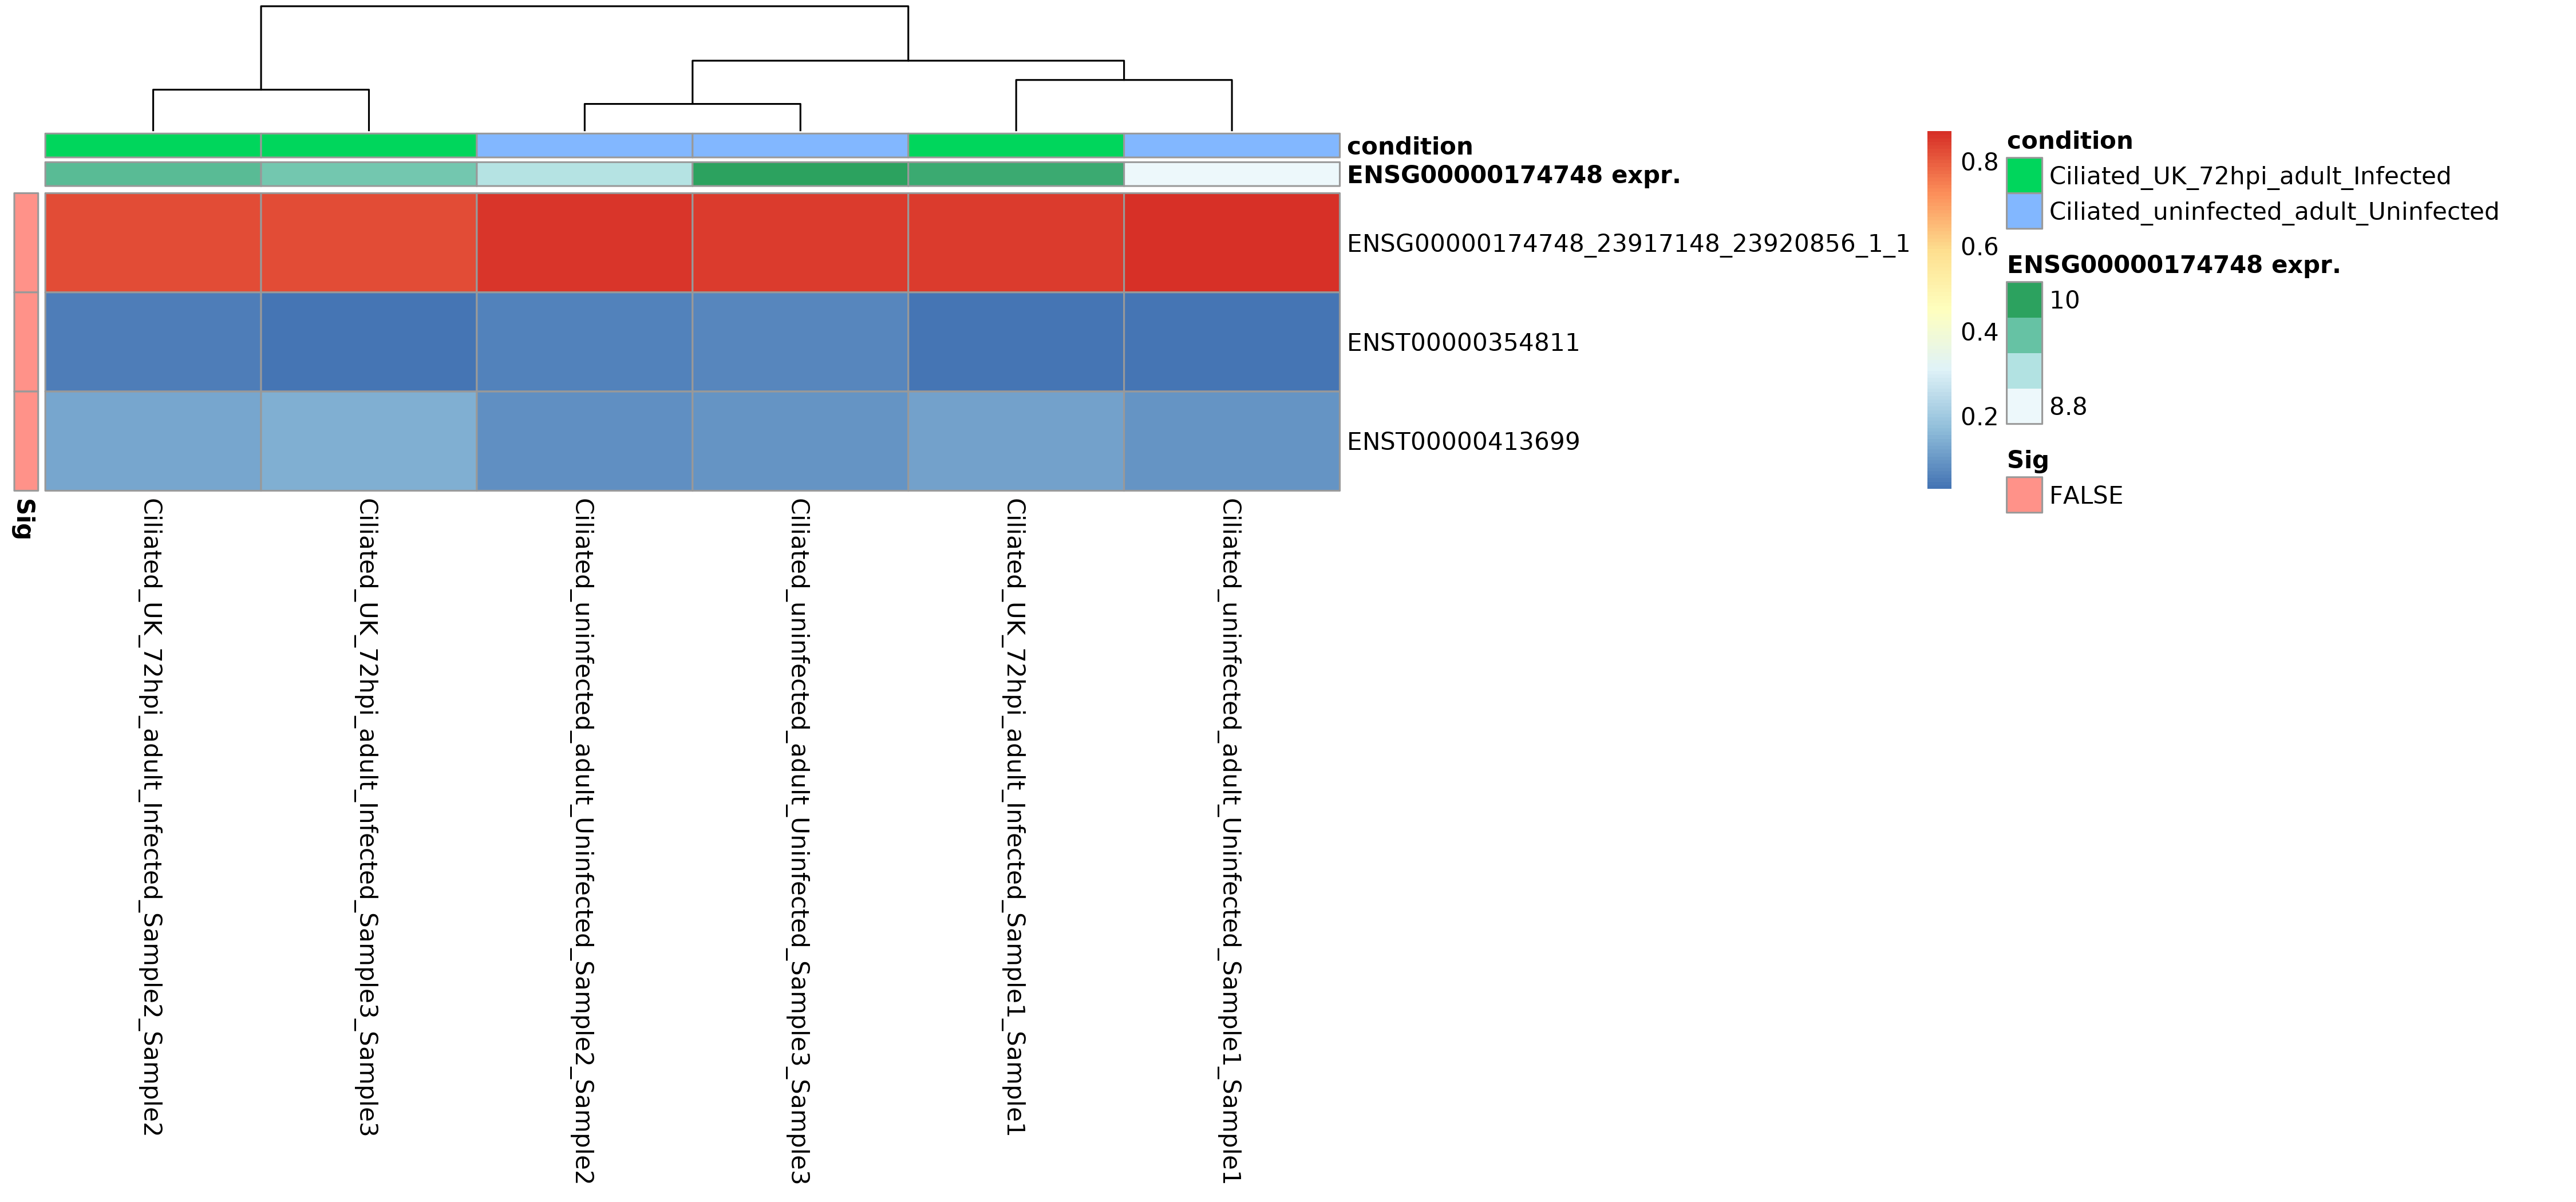 condition
ENSG00000174748 expr.
ENSG00000174748_23917148_23920856_1_1
ENST00000354811
ENST00000413699
Sig
Ciliated_UK_72hpi_adult_Infected_Sample2_Sample2
Ciliated_UK_72hpi_adult_Infected_Sample3_Sample3
Ciliated_uninfected_adult_Uninfected_Sample2_Sample2
Ciliated_uninfected_adult_Uninfected_Sample3_Sample3
Ciliated_UK_72hpi_adult_Infected_Sample1_Sample1
Ciliated_uninfected_adult_Uninfected_Sample1_Sample1
0.8
0.6
0.4
0.2
condition
Ciliated_UK_72hpi_adult_Infected
Ciliated_uninfected_adult_Uninfected
ENSG00000174748 expr.
10
8.8
Sig
FALSE